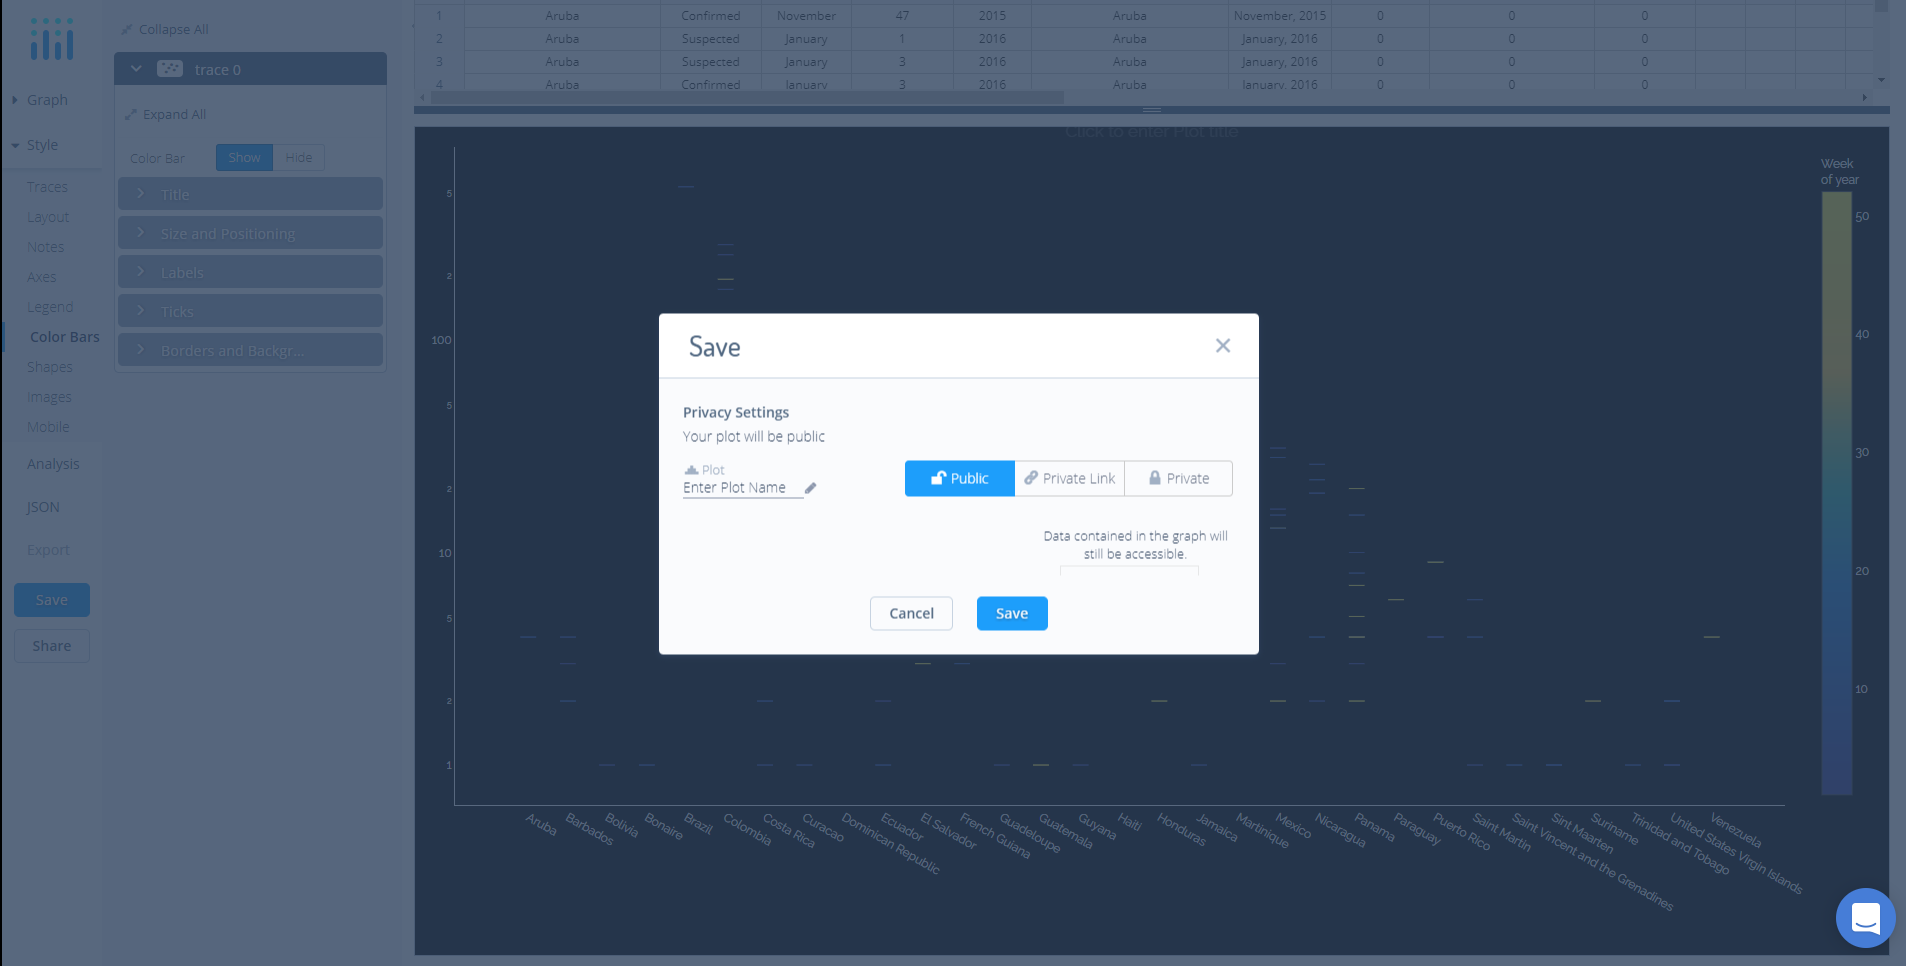 Collapse All
trace 0
Graph
Expand All
Style
Color Bar Show Hide
Traces
Title
Layout
Size and Positioning
Notes
Labels
Axes
Ticks
Legend
Borders and Backgr...
Color Bars
Shapes
Images
Mobile
Analysis
JSON
Export
Save
Share
1 Aruba Confirmed November 47 2015 Aruba November, 2015 0 0 0
2 Aruba Suspected January 1 2016 Aruba January, 2016 0 0 0
3 Aruba Suspected January 3 2016 Aruba January, 2016 0 0 0
4 Aruba Confirmed January 3 2016 Aruba January, 2016 0 0 0
Click to enter Plot title
Week
of year
50
40
30
20
10
5
2
100
5
2
10
5
2
1
Save
Privacy Settings
Your plot will be public
Plot
Enter Plot Name
Public Private Link Private
Data contained in the graph will
still be accessible.
Cancel Save
Aruba
Barbados
Bolivia
Bonaire
Brazil
Colombia
Costa Rica
Curacao
Dominican Republic
Ecuador
El Salvador
French Guiana
Guadeloupe
Guatemala
Guyana
Haiti
Honduras
Jamaica
Martinique
Mexico
Nicaragua
Panama
Paraguay
Puerto Rico
Saint Martin
Saint Vincent and the Grenadines
Sint Maarten
Suriname
Trinidad and Tobago
United States Virgin Islands
Venezuela